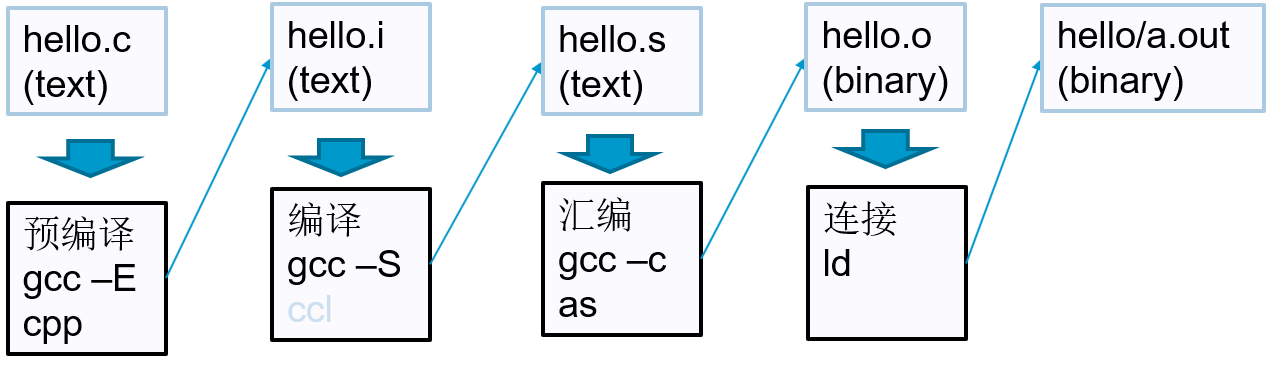 hello.c
(text)
hello.i
(text)
hello.s
(text)
hello.o
(binary)
hello/a.out
(binary)
预编译
gcc –E
cpp
编译
gcc –S
ccl
汇编
gcc –c
as
连接
ld